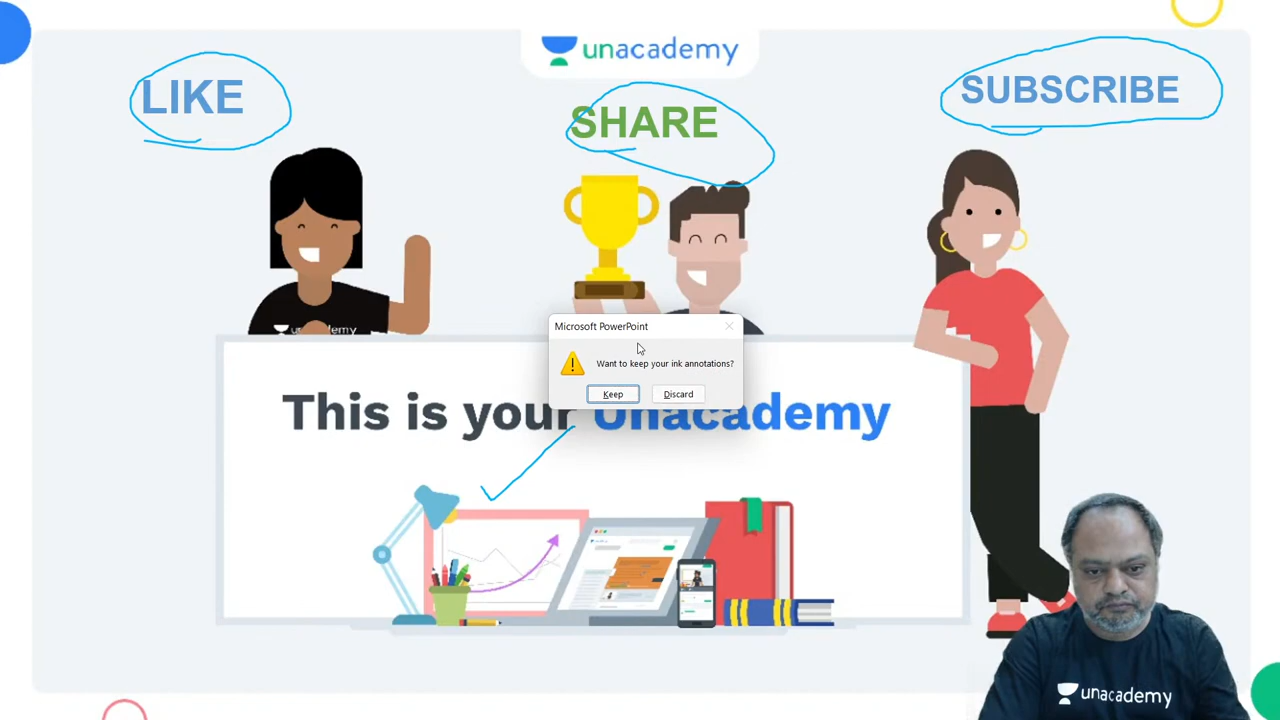 unacademy
LIKE
SHARE
SUBSCRIBE
Microsoft PowerPoint
Want to keep your ink annotations?
Keep
Discard
This is your Unacademy
unacademy